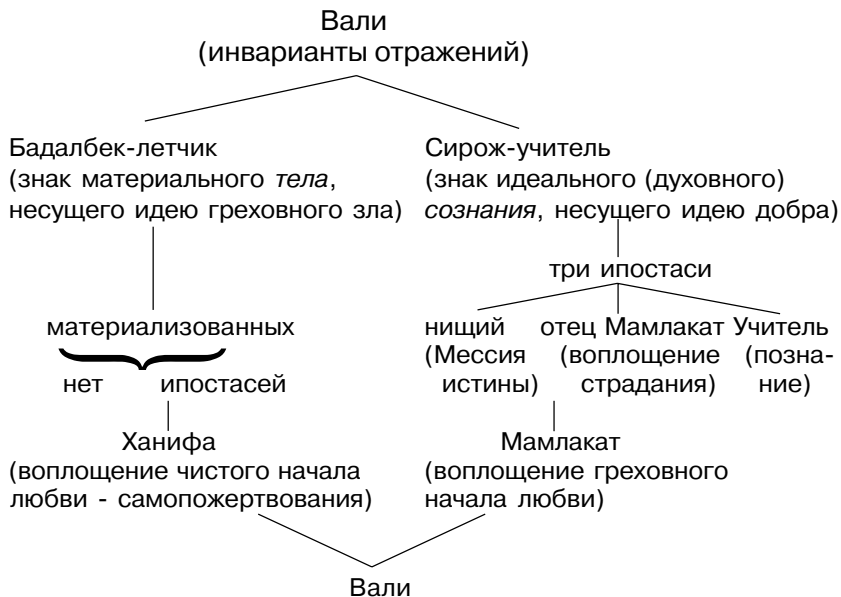 Вали
(инварианты отражений)
Бадалбек-летчик
(знак материального тела,
несущего идею греховного зла)
Сирож-учитель
(знак идеального (духовного)
сознания, несущего идею добра)
три ипостаси
материализованных
нет ипостасей
нищий
(Мессия
истины)
отец Мамлакат
(воплощение
страдания)
Учитель
(позна-
ние)
Ханифа
(воплощение чистого начала
любви - самопожертвования)
Мамлакат
(воплощение греховного
начала любви)
Вали